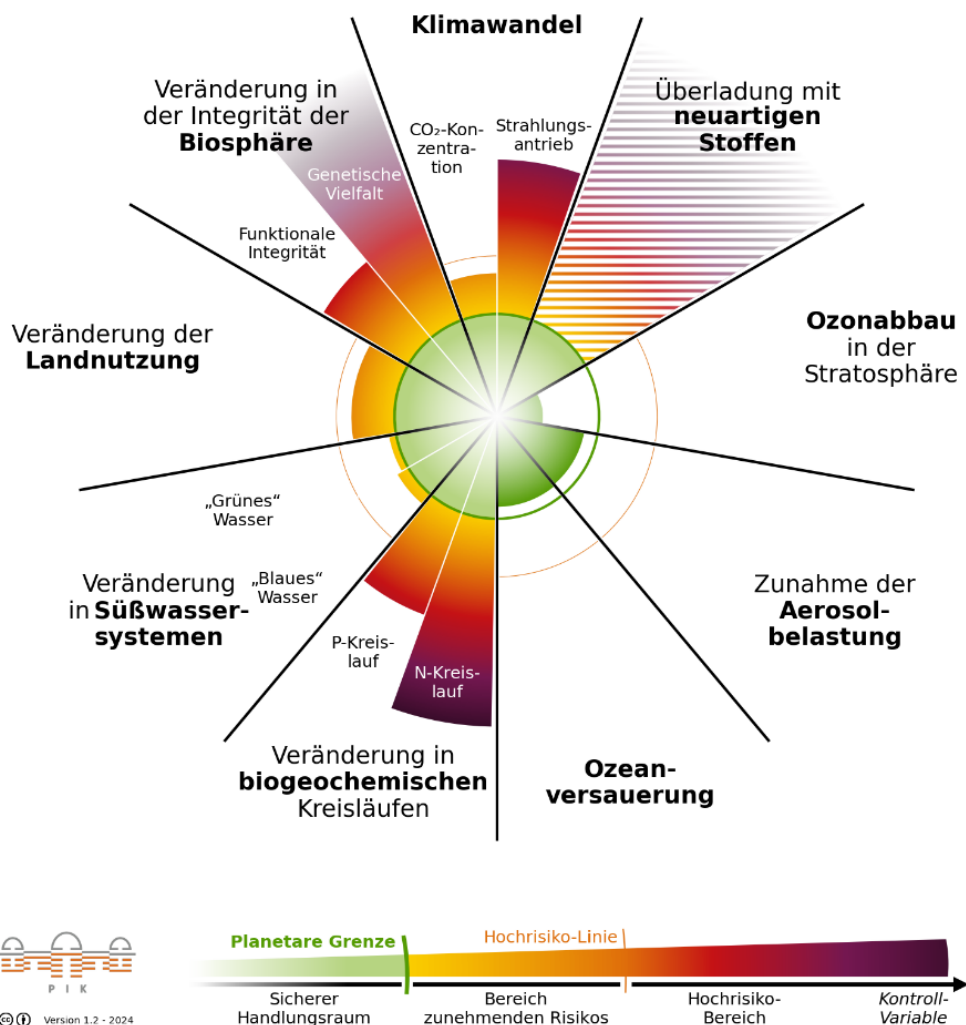 Klimawandel
Veränderung in
der Integrität der
Biosphäre
Überladung mit
neuartigen
Stoffen
CO₂-Kon-
zentra-
tion
Strahlungs-
antrieb
Genetische
Vielfalt
Funktionale
Integrität
Veränderung der
Landnutzung
Ozonabbau
in der
Stratosphäre
„Grünes“
Wasser
Veränderung
in Süßwasser-
systemen
„Blaues“
Wasser
Zunahme der
Aerosol-
belastung
P-Kreis-
lauf
N-Kreis-
lauf
Veränderung in
biogeochemischen
Kreisläufen
Ozean-
versauerung
Planetare Grenze
Hochrisiko-Linie
Sicherer
Handlungsraum
Bereich
zunehmenden Risikos
Hochrisiko-
Bereich
Kontroll-
Variable
P I K
cc Version 1.2 - 2024